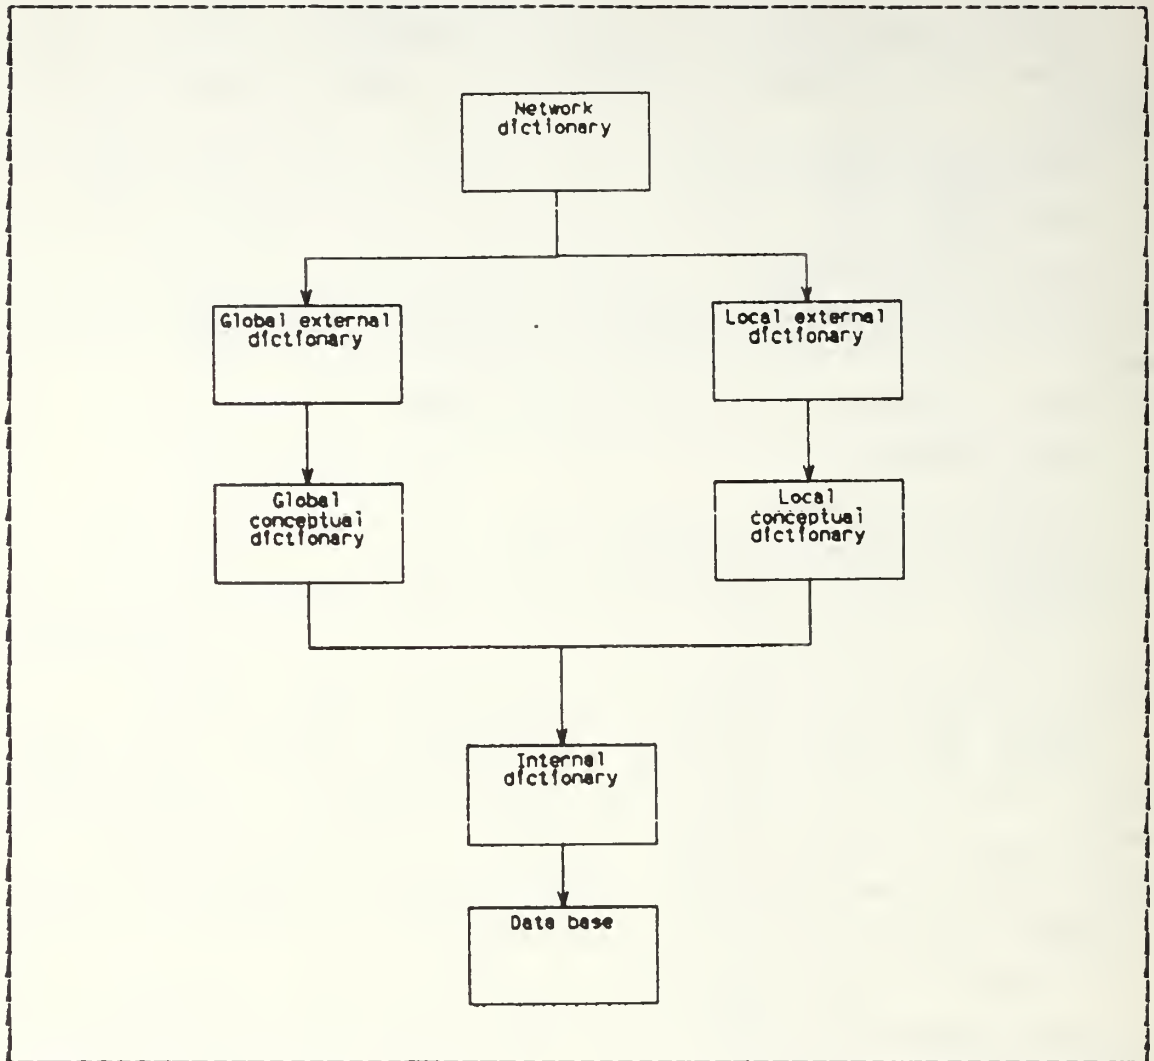 Network
dictionary
Global external
dictionary
Local external
dictionary
Global
conceptual
dictionary
Local
conceptual
dictionary
Internal
dictionary
Data base